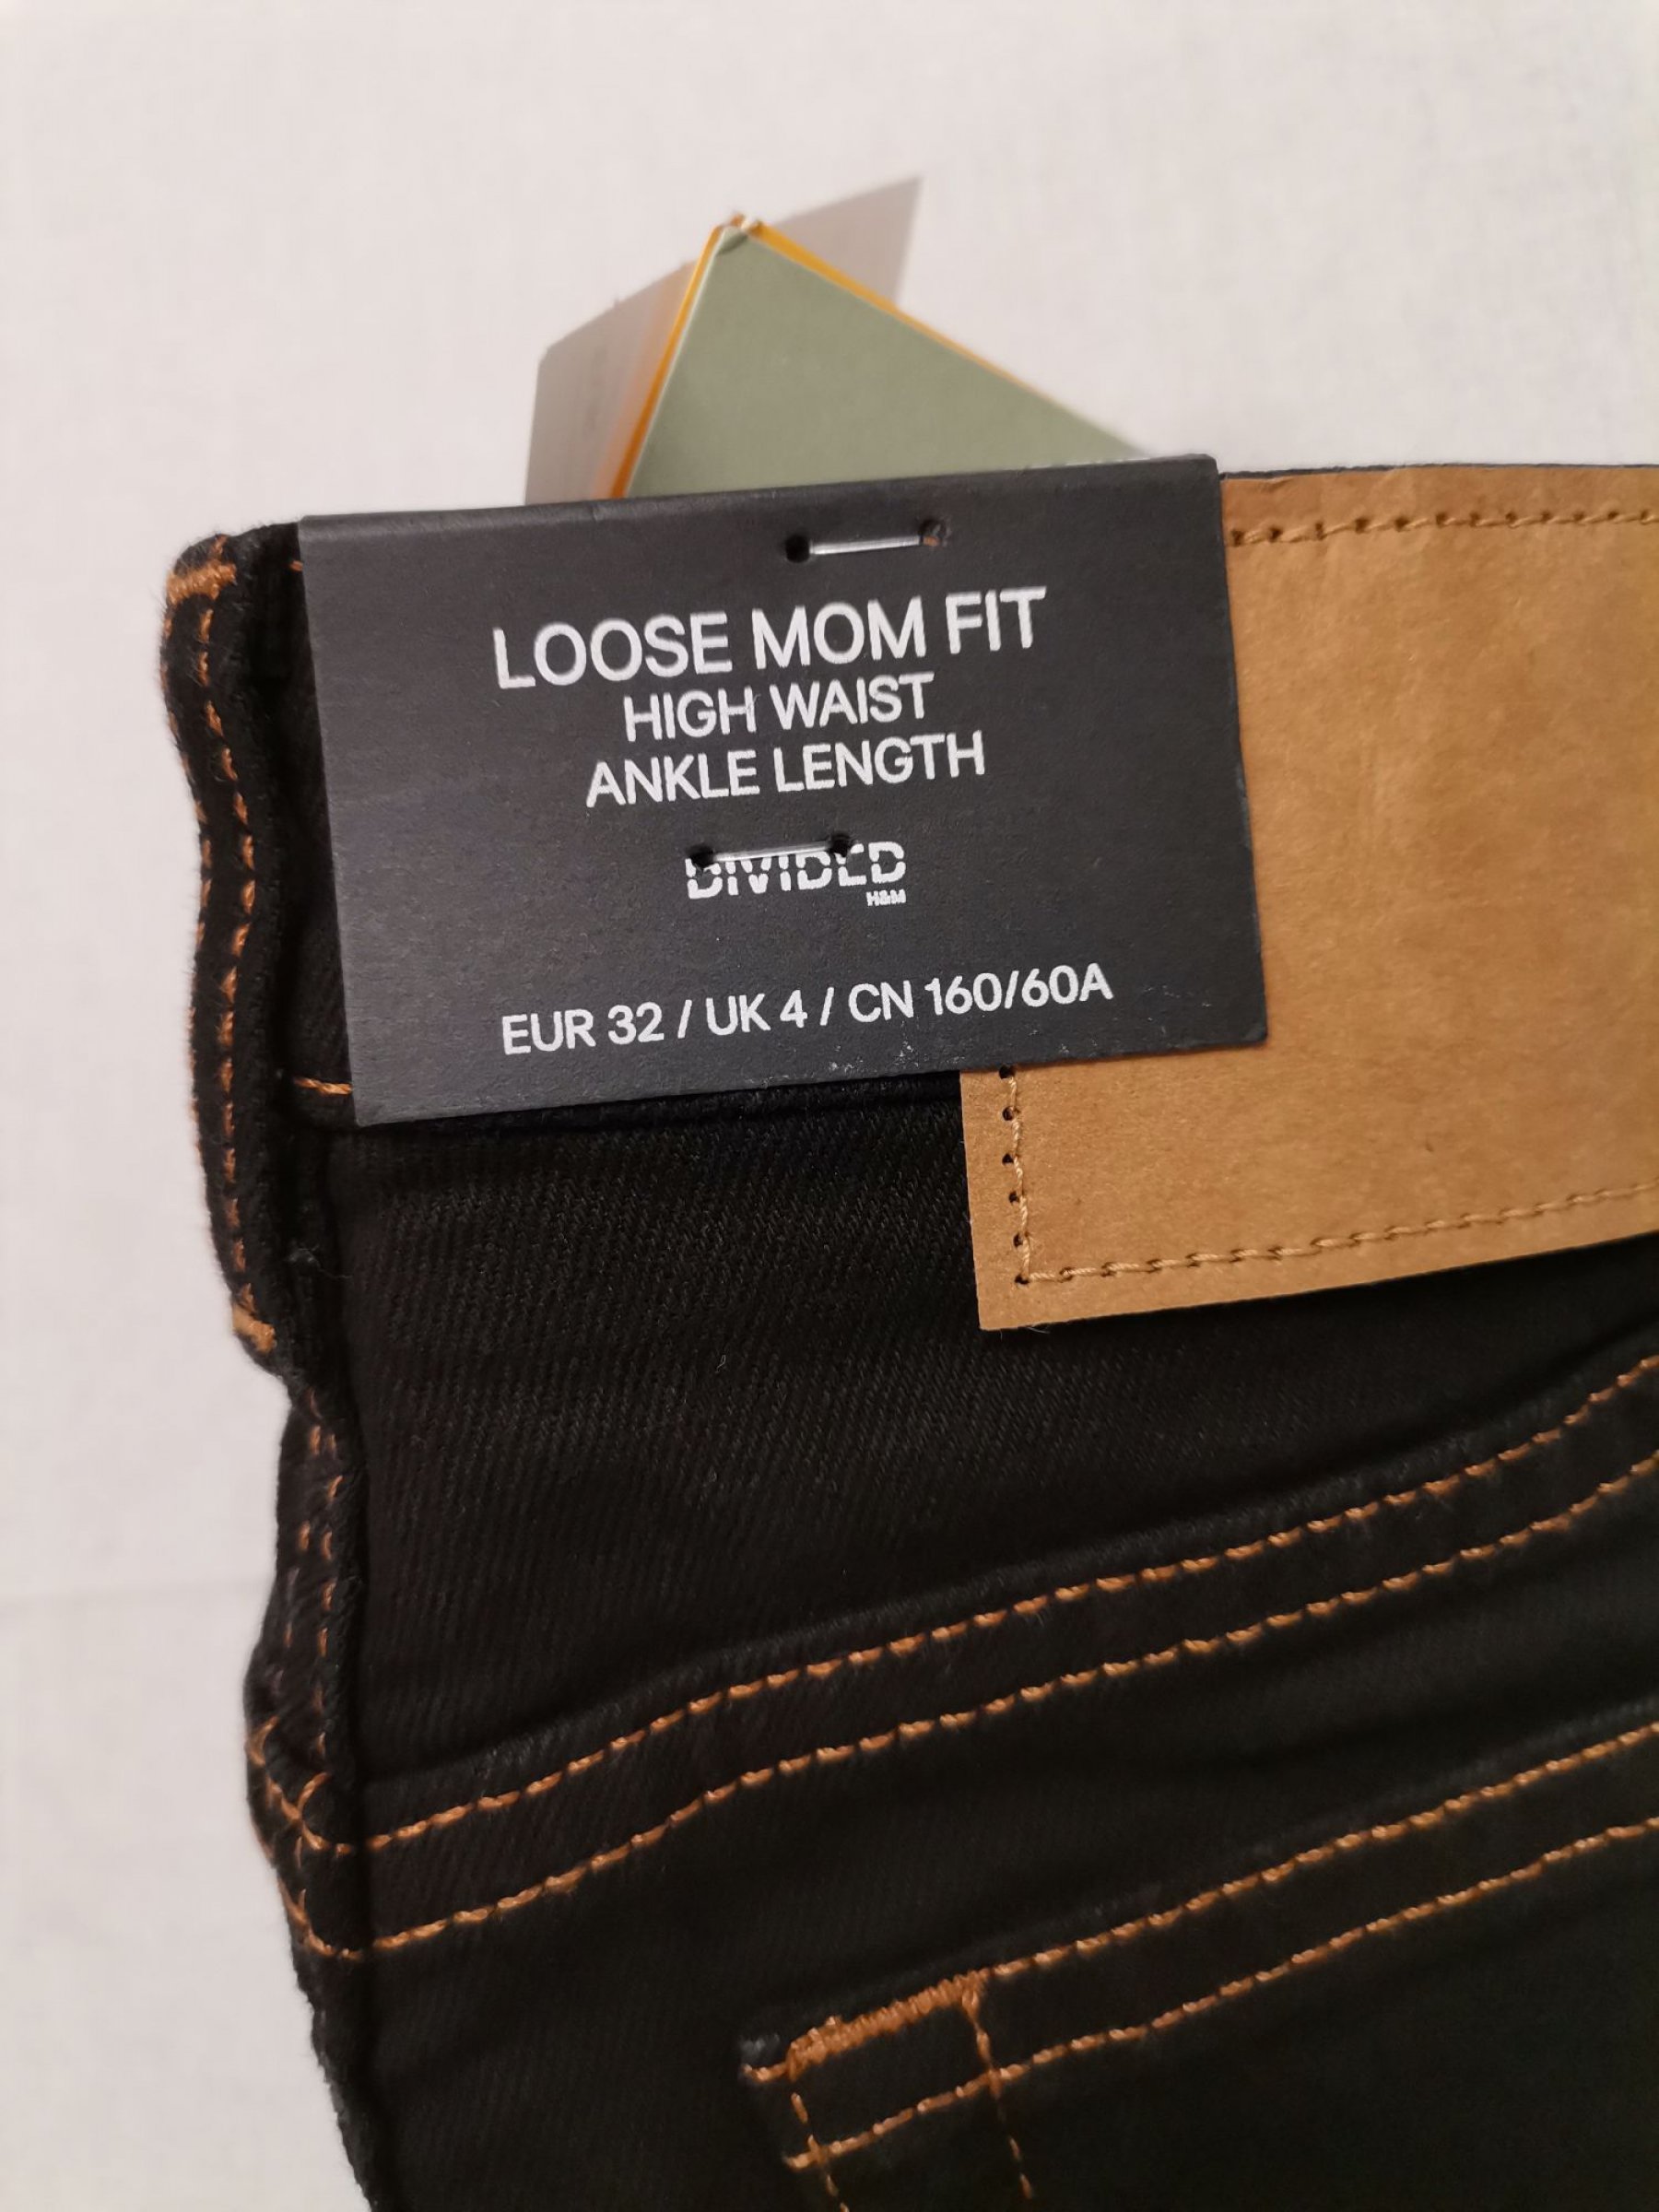 LOOSE MOM FIT
HIGH WAIST
ANKLE LENGTH
DIVIDED
H&M
EUR 32 / UK 4 / CN 160/60A